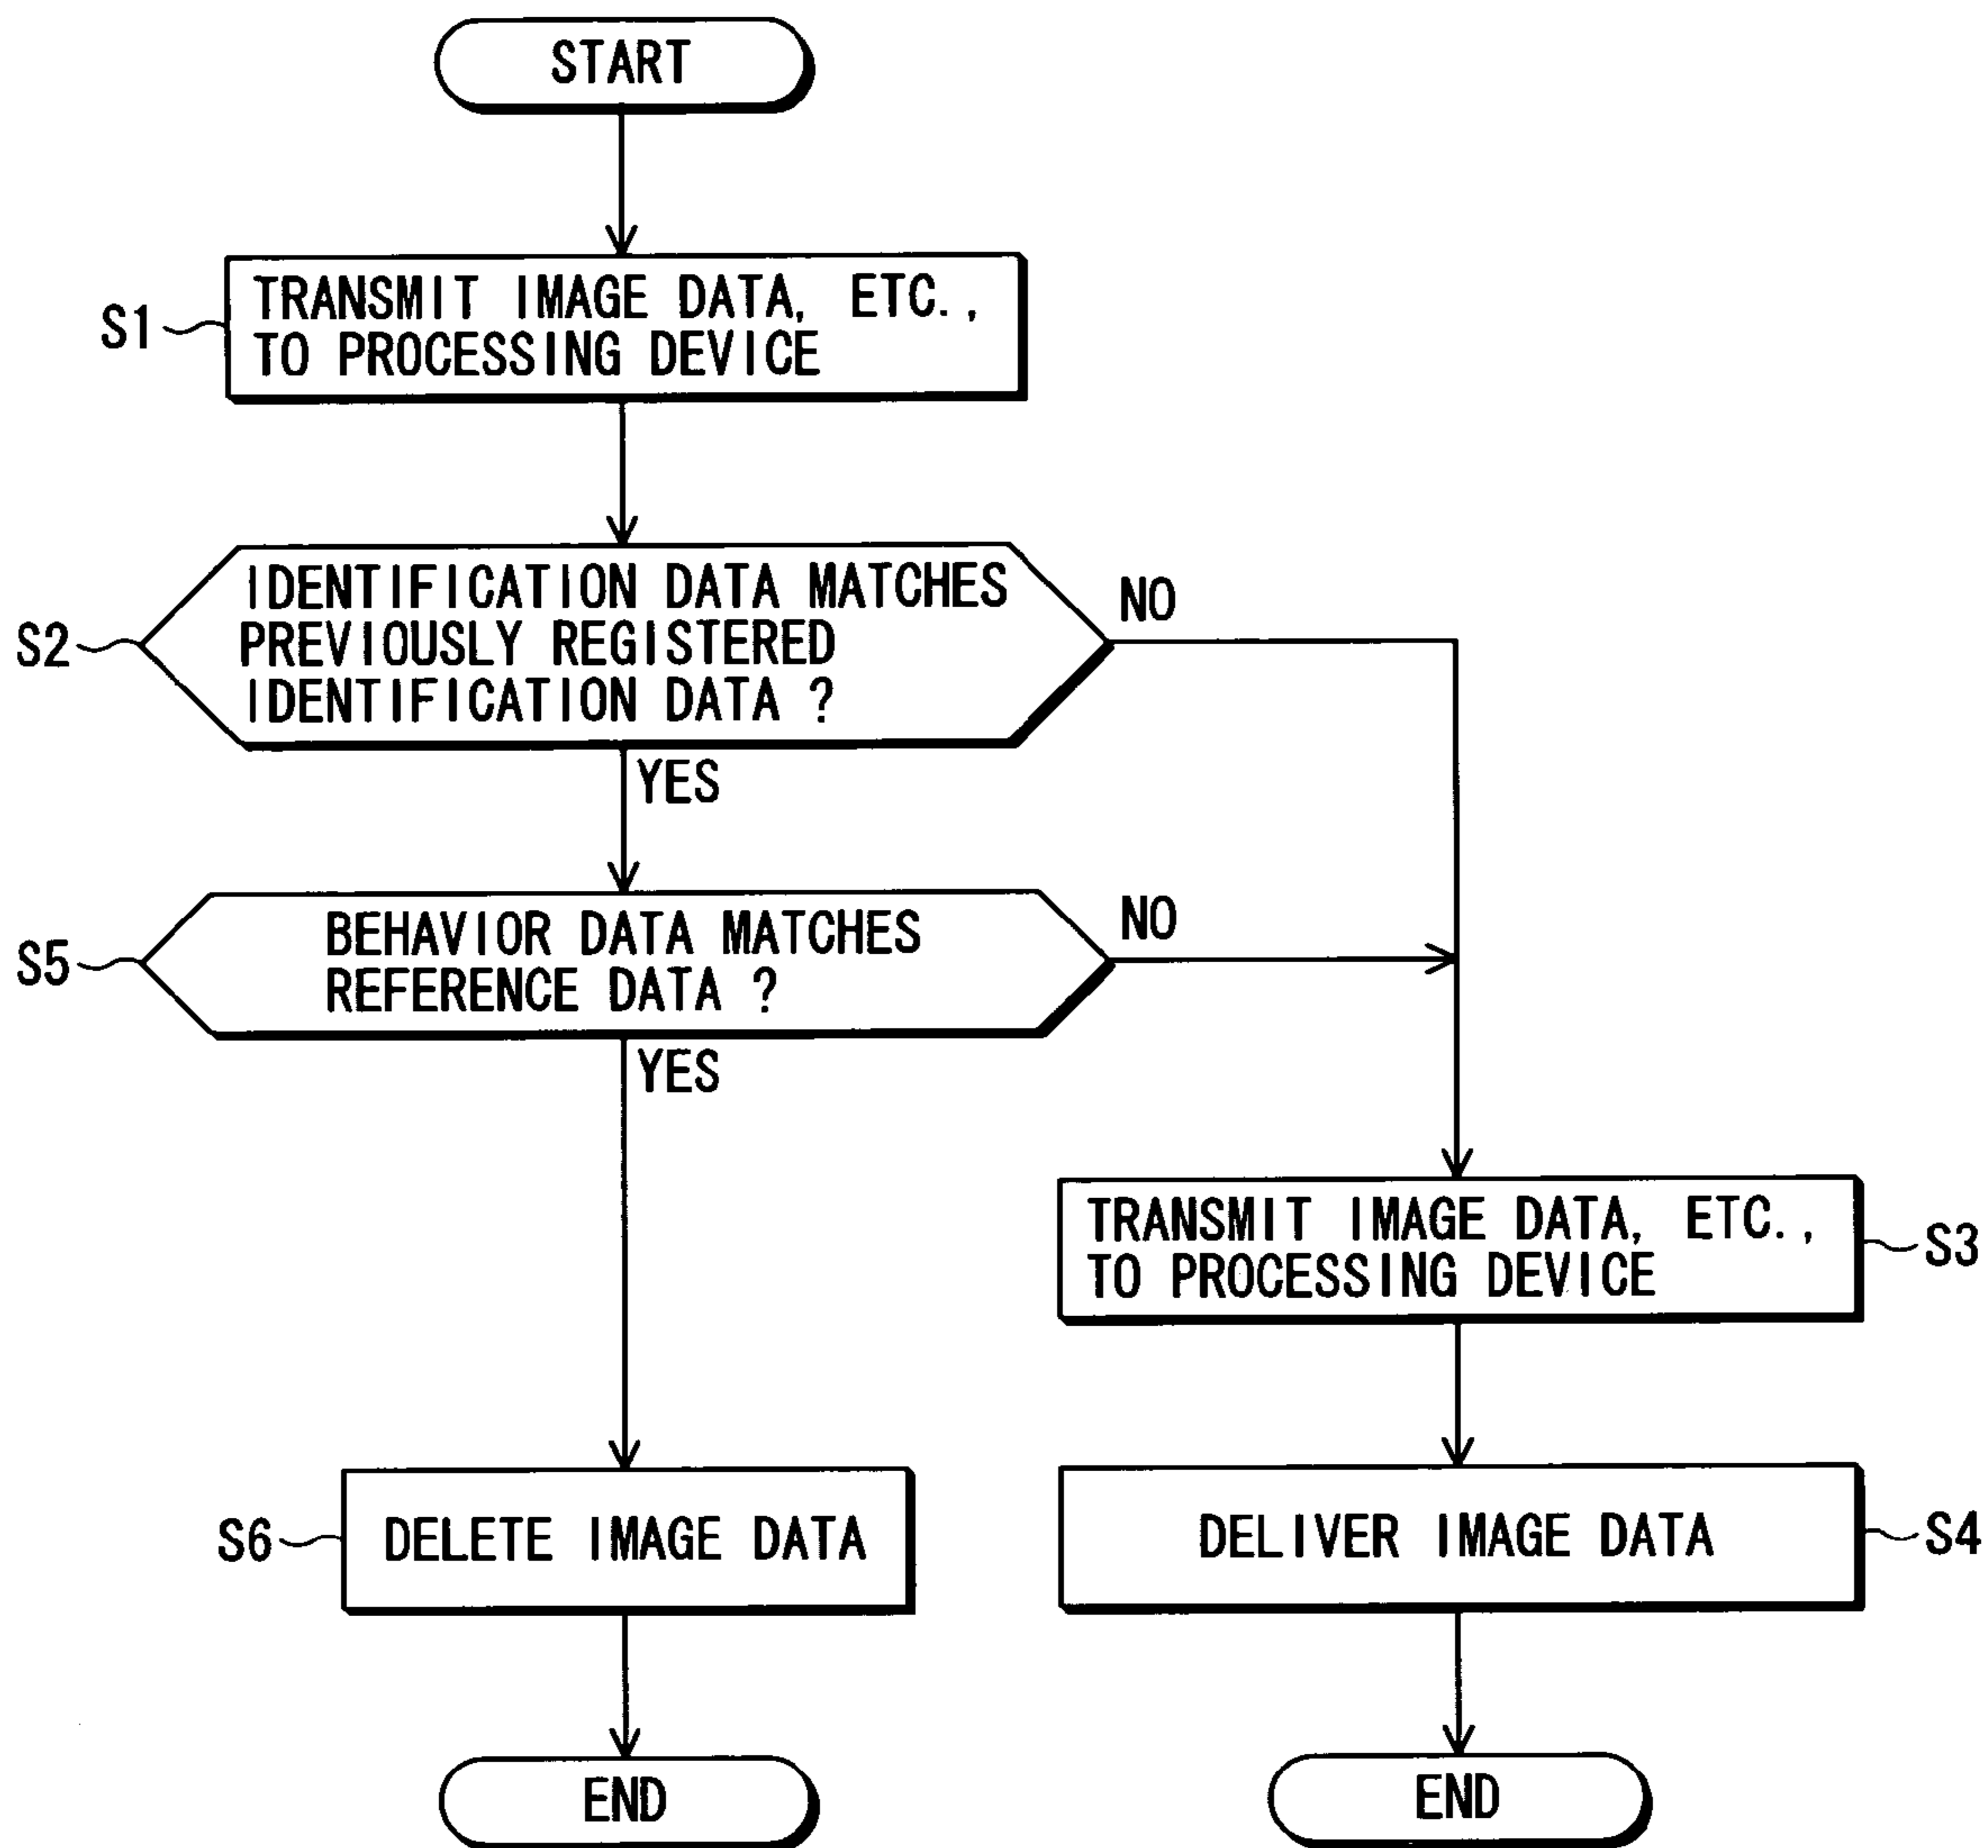 START
S1
TRANSMIT IMAGE DATA, ETC.,
TO PROCESSING DEVICE
S2
IDENTIFICATION DATA MATCHES
PREVIOUSLY REGISTERED
IDENTIFICATION DATA ?
NO
YES
S5
BEHAVIOR DATA MATCHES
REFERENCE DATA ?
NO
YES
TRANSMIT IMAGE DATA, ETC.,
TO PROCESSING DEVICE
S3
S6
DELETE IMAGE DATA
DELIVER IMAGE DATA
S4
END
END